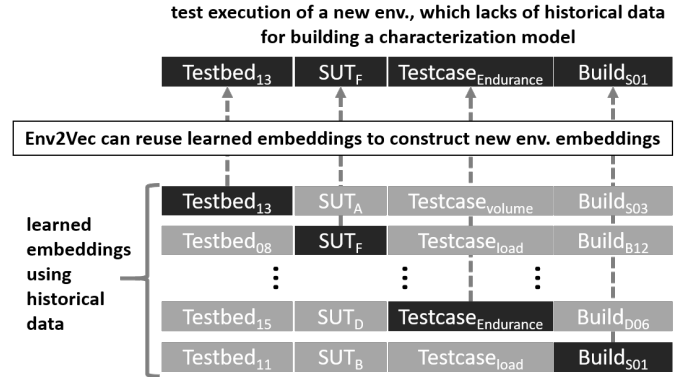 test execution of a new env., which lacks of historical data
for building a characterization model
Testbed13 SUTF TestcaseEndurance BuildS01
Env2Vec can reuse learned embeddings to construct new env. embeddings
Testbed13 SUTA Testcasevolume BuildS03
Testbed08 SUTF Testcaseload BuildB12
Testbed15 SUTD TestcaseEndurance BuildD06
Testbed11 SUTB Testcaseload BuildS01
learned
embeddings
using
historical
data